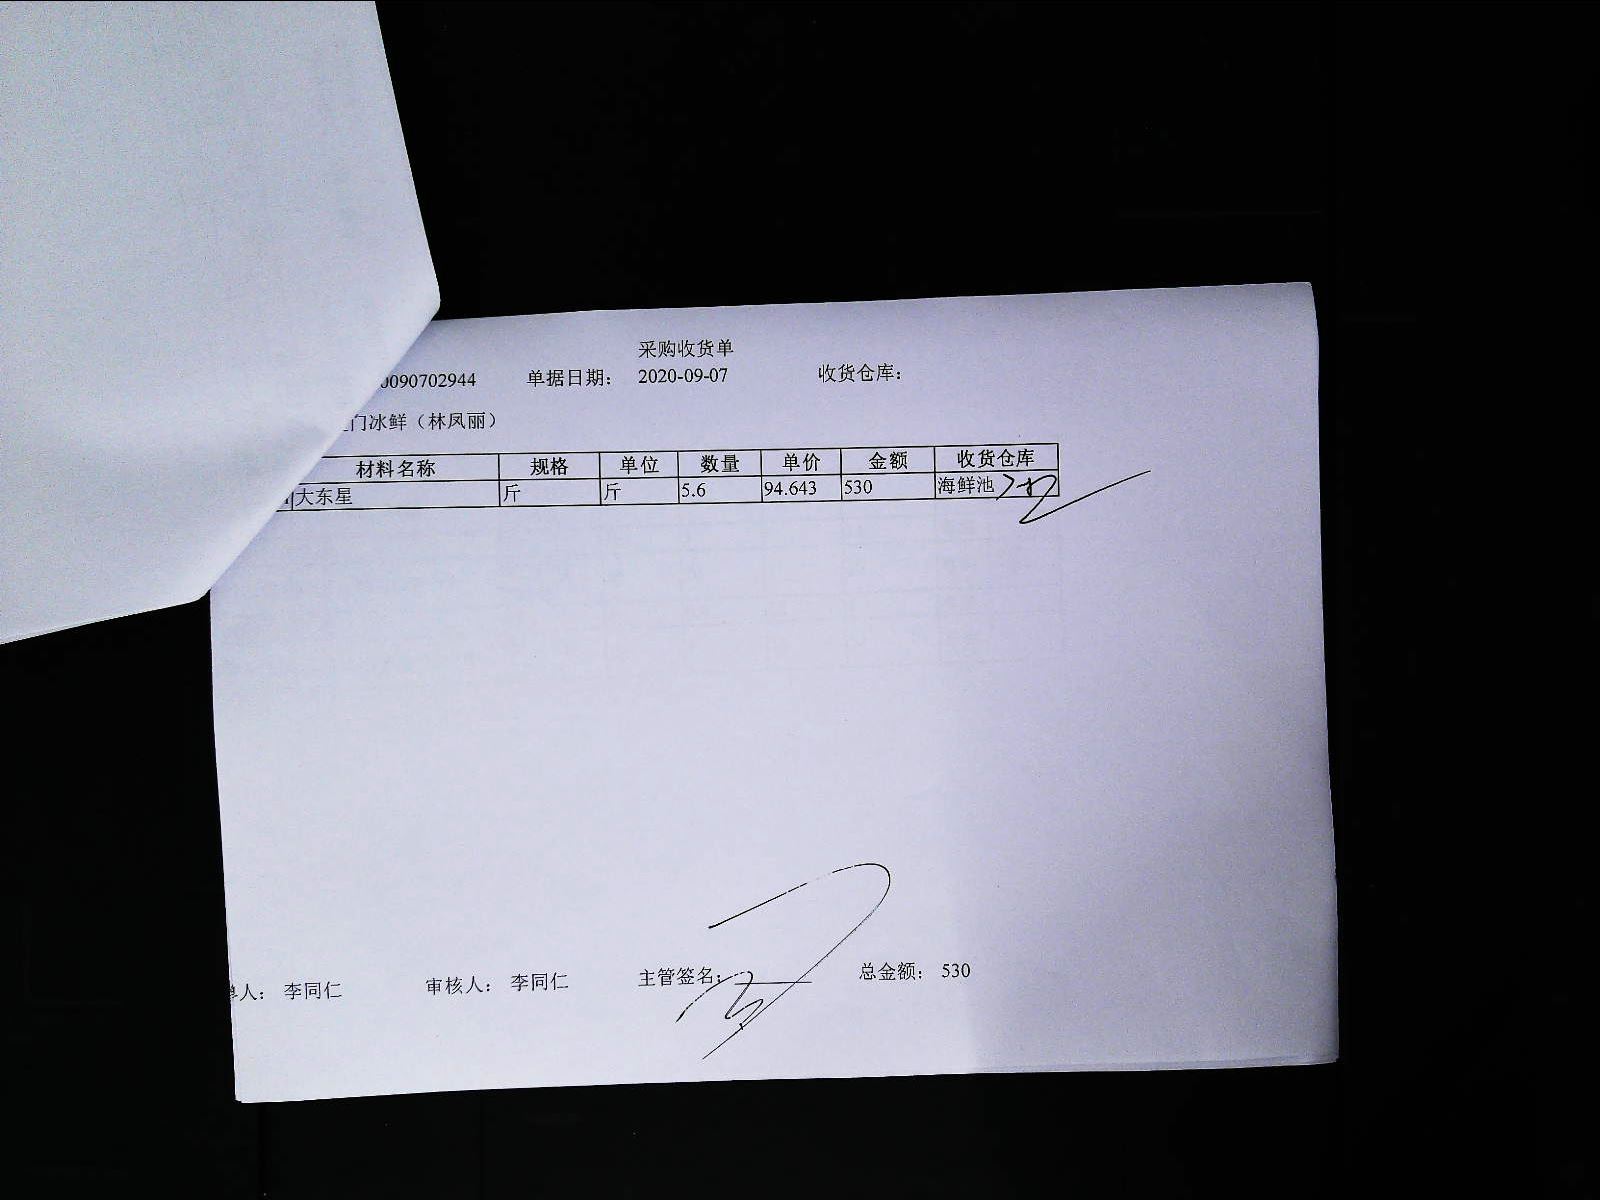 采购收货单
0090702944 单据日期： 2020-09-07 收货仓库：
门冰鲜（林凤丽）
材料名称 规格 单位 数量 单价 金额 收货仓库
大东星 斤 斤 5.6 94.643 530 海鲜池
人： 李同仁 审核人： 李同仁 主管签名： 总金额： 530